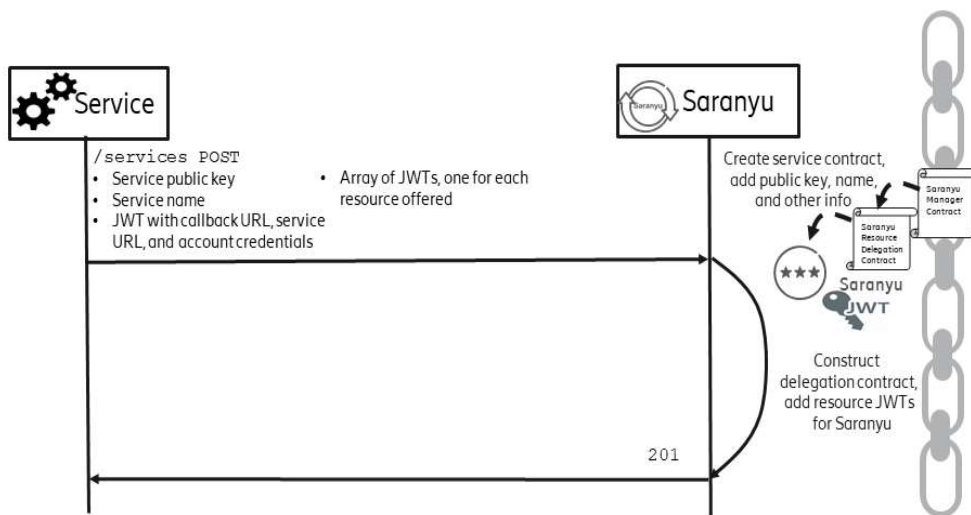 Service
Saranyu
Saranyu
/services POST
• Service public key
• Service name
• JWT with callback URL, service
URL, and account credentials
• Array of JWTs, one for each
resource offered
Create service contract,
add public key, name,
and other info
Saranyu
Manager
Contract
Saranyu
Resource
Delegation
Contract
Saranyu
JWT
Construct
delegation contract,
add resource JWTs
for Saranyu
201